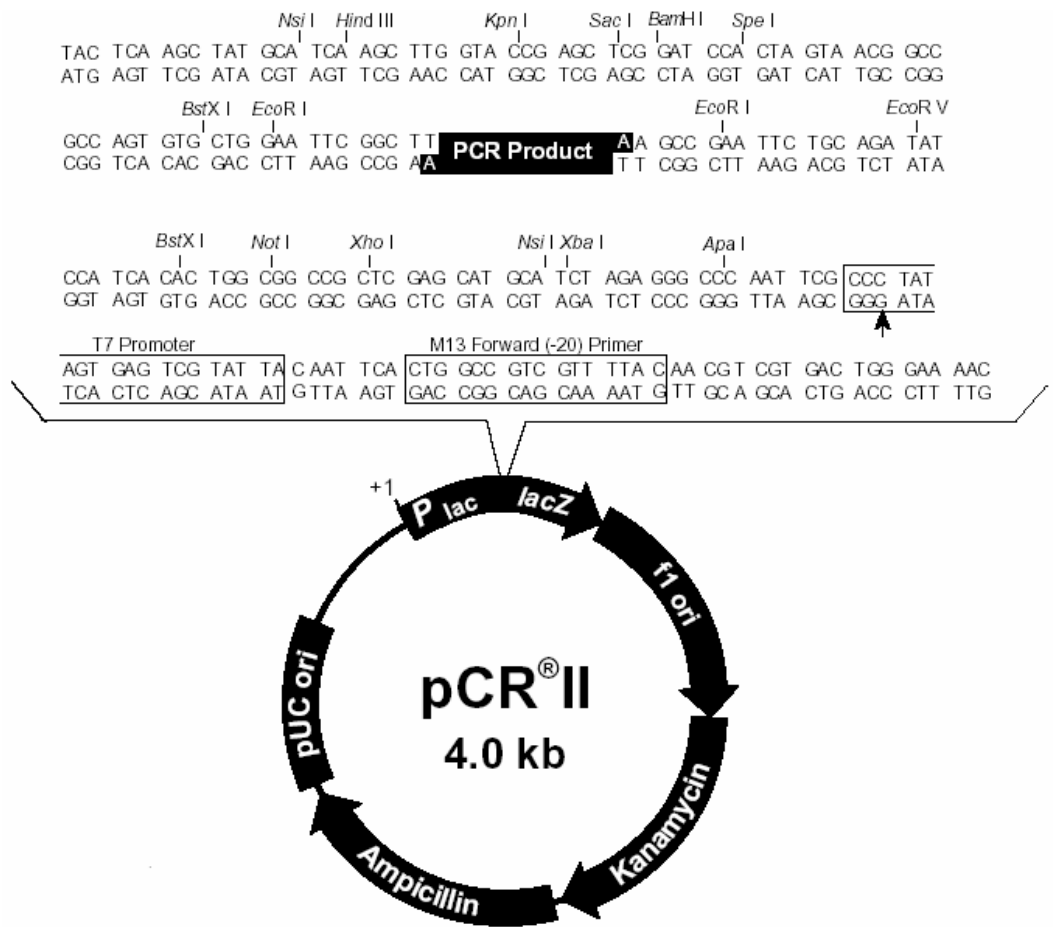 Nsi I HindIII Kpn I Sac I BamH I Spe I
TAC TCA AGC TAT GCA TCA AGC TTG GTA CCG AGC TCG GAT CCA CTA GTA ACG GCC
ATG AGT TCG ATA CGT AGT TCG AAC CAT GGC TCG AGC CTA GGT GAT CAT TGC CGG
BstX I EcoR I EcoR I EcoR V
GCC AGT GTG CTG GAA TTC GGC TT PCR Product A A GCC GAA TTC TGC AGA TAT
CGG TCA CAC GAC CTT AAG CCG A A T T CGG CTT AAG ACG TCT ATA
BstX I Not I Xho I Nsi I Xba I Apa I
CCA TCA CAC TGG CGG CCG CTC GAG CAT GCA TCT AGA GGG CCC AAT TCG CCC TAT
GGT AGT GTG ACC GCC GGC GAG CTC GTA CGT AGA TCT CCC GGG TTA AGC GGG ATA
T7 Promoter M13 Forward (-20) Primer
AGT GAG TCG TAT TA C AAT TCA CTG GCC GTC GTT TTA C AA CGT CGT GAC TGG GAA AAC
TCA CTC AGC ATA AT G TTA AGT GAC CGG CAG CAA AAT G TT GCA GCA CTG ACC CTT TTG
+1
P lac lacZ
f1 ori
Kanamycin
Ampicillin
pUC ori
pCR®II
4.0 kb